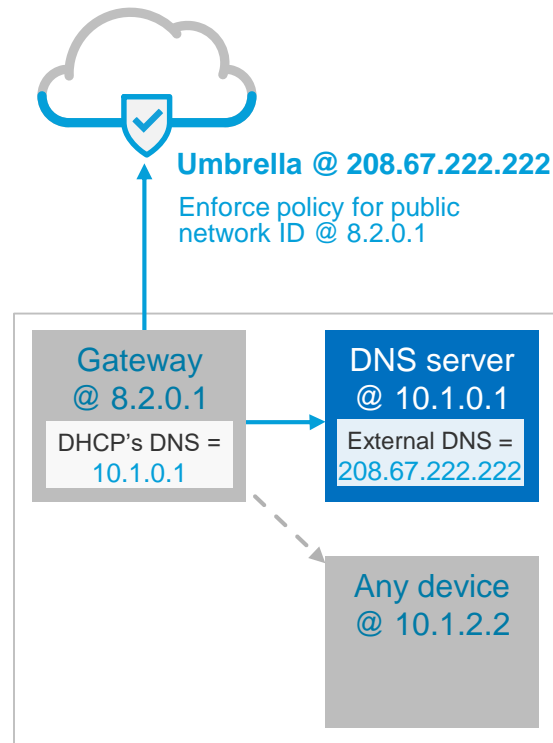 Umbrella @ 208.67.222.222
Enforce policy for public
network ID @ 8.2.0.1
Gateway
@ 8.2.0.1
DHCP's DNS =
10.1.0.1
DNS server
@ 10.1.0.1
External DNS =
208.67.222.222
Any device
@ 10.1.2.2